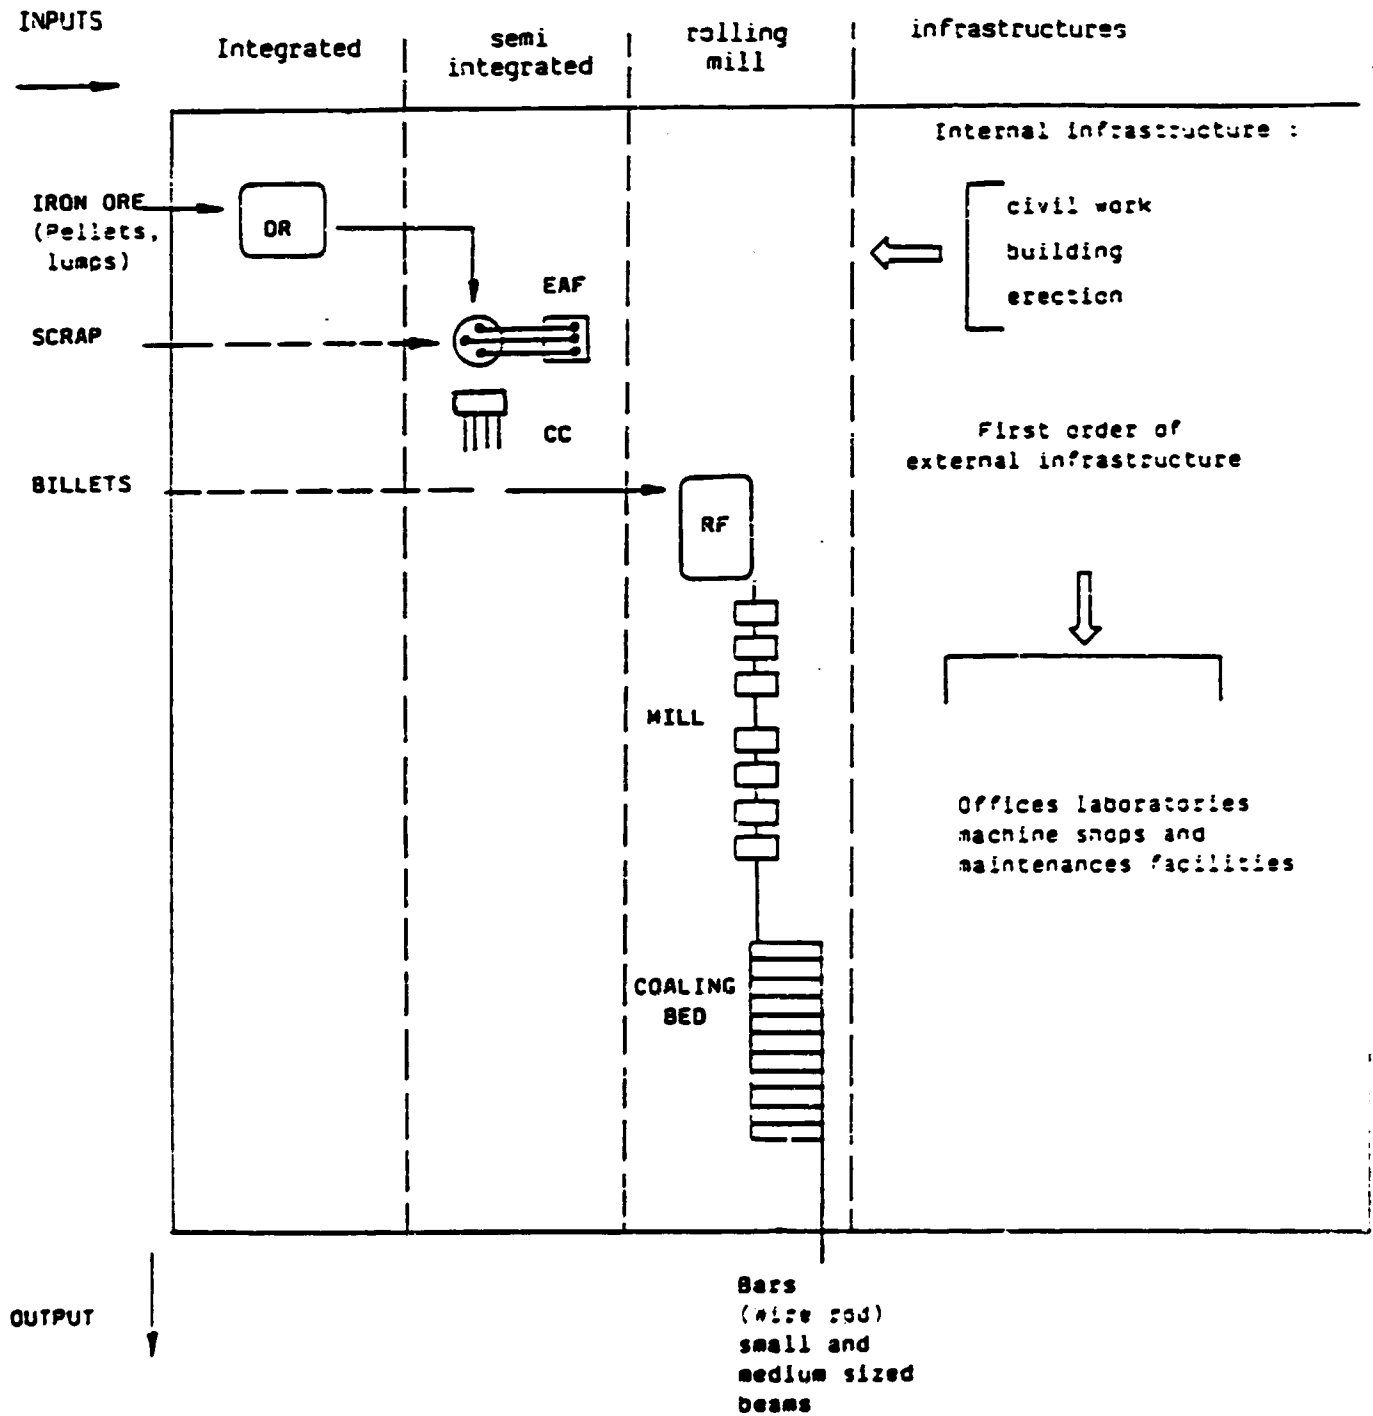 INPUTS
Integrated
semi
integrated
rolling
mill
infrastructures
Internal infrastructure :
IRON ORE
(Pellets,
lumps)
DR
civil work
building
erection
EAF
SCRAP
CC
First order of
external infrastructure
BILLETS
RF
MILL
Offices laboratories
machine shops and
maintenances facilities
COALING
BED
OUTPUT
Bars
(wire rod)
small and
medium sized
beams